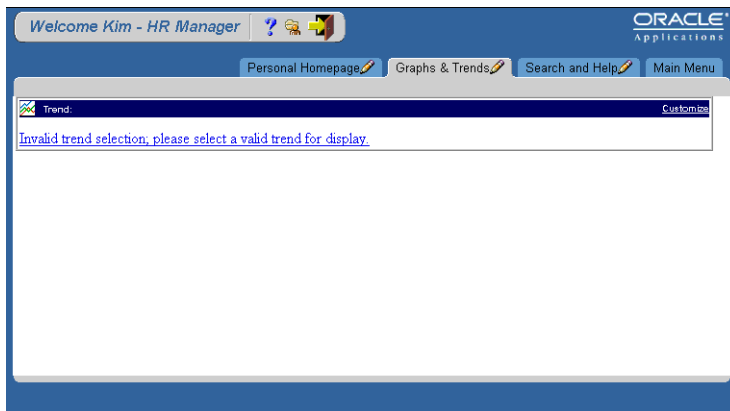 Welcome Kim - HR Manager
ORACLE
Applications
Personal Homepage Graphs & Trends Search and Help Main Menu
Trend: Customize
Invalid trend selection; please select a valid trend for display.